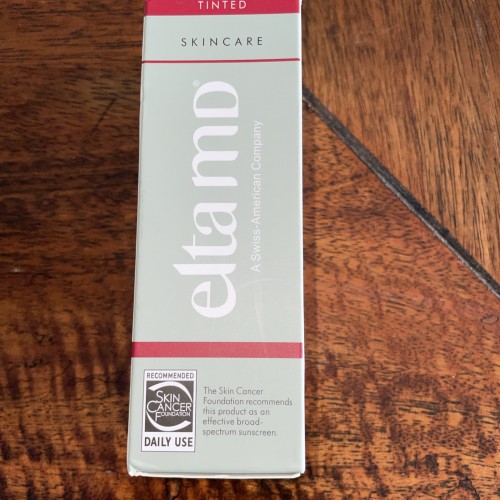 TINTED
SKINCARE
elta MD®
A Swiss-American Company
RECOMMENDED
SKIN
CANCER
FOUNDATION
DAILY USE
The Skin Cancer
Foundation recommends
this product as an
effective broad-
spectrum sunscreen.